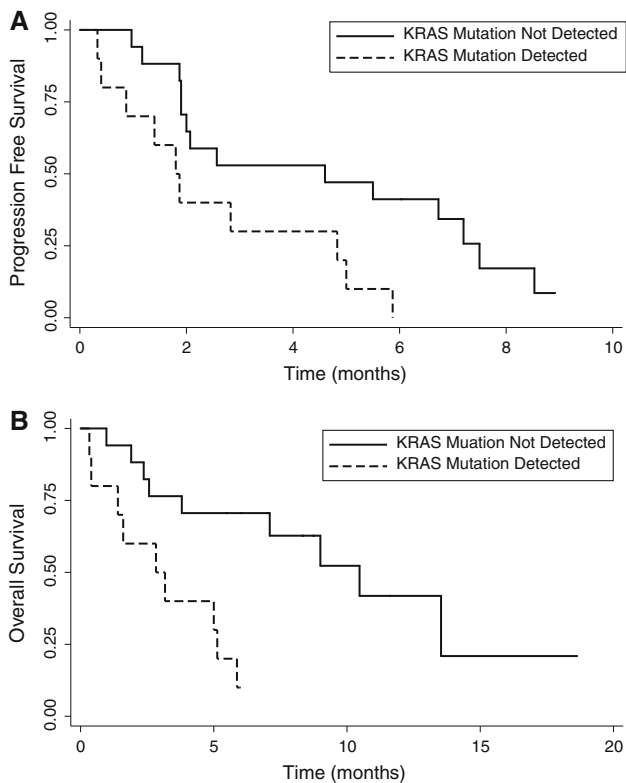 A
KRAS Mutation Not Detected
KRAS Mutation Detected
Progression Free Survival
1.00
0.75
0.50
0.25
0.00
0 2 4 6 8 10
Time (months)
B
KRAS Muation Not Detected
KRAS Mutation Detected
Overall Survival
1.00
0.75
0.50
0.25
0.00
0 5 10 15 20
Time (months)